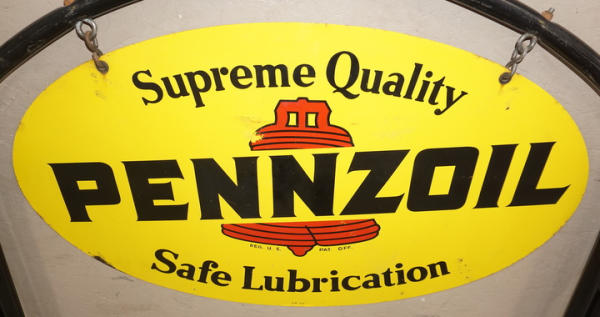 Supreme Quality
PENNZOIL
REG. U.S. PAT. OFF.
Safe Lubrication